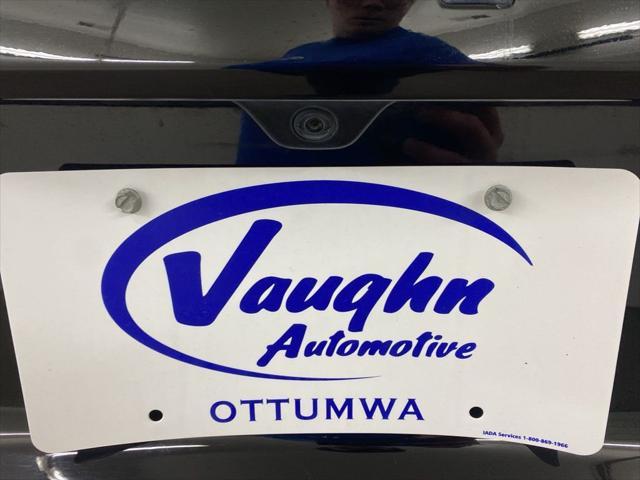 Vaughn
Automotive
OTTUMWA
IADA Services 1-800-869-1966